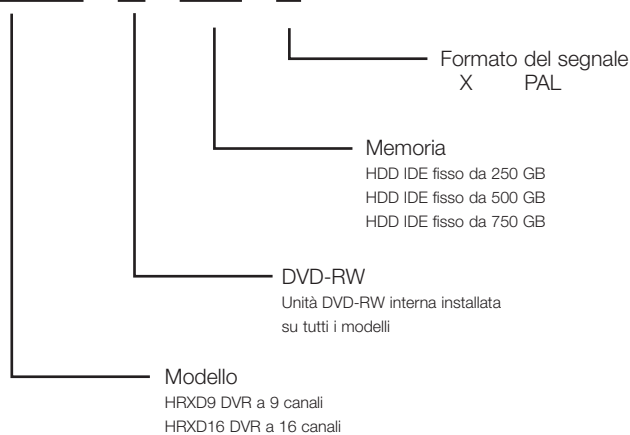 Formato del segnale
X PAL
Memoria
HDD IDE fisso da 250 GB
HDD IDE fisso da 500 GB
HDD IDE fisso da 750 GB
DVD-RW
Unità DVD-RW interna installata
su tutti i modelli
Modello
HRXD9 DVR a 9 canali
HRXD16 DVR a 16 canali